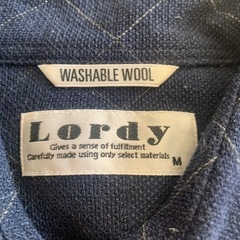 WASHABLE WOOL
Lordy
Gives a sense of fulfillment
Carefully made using only select materials
M